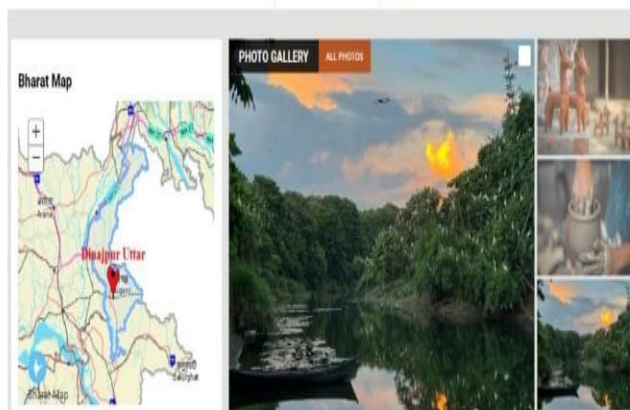 PHOTO GALLERY
ALL PHOTOS
Bharat Map
+
−
Dinajpur Uttar
Bharat Map